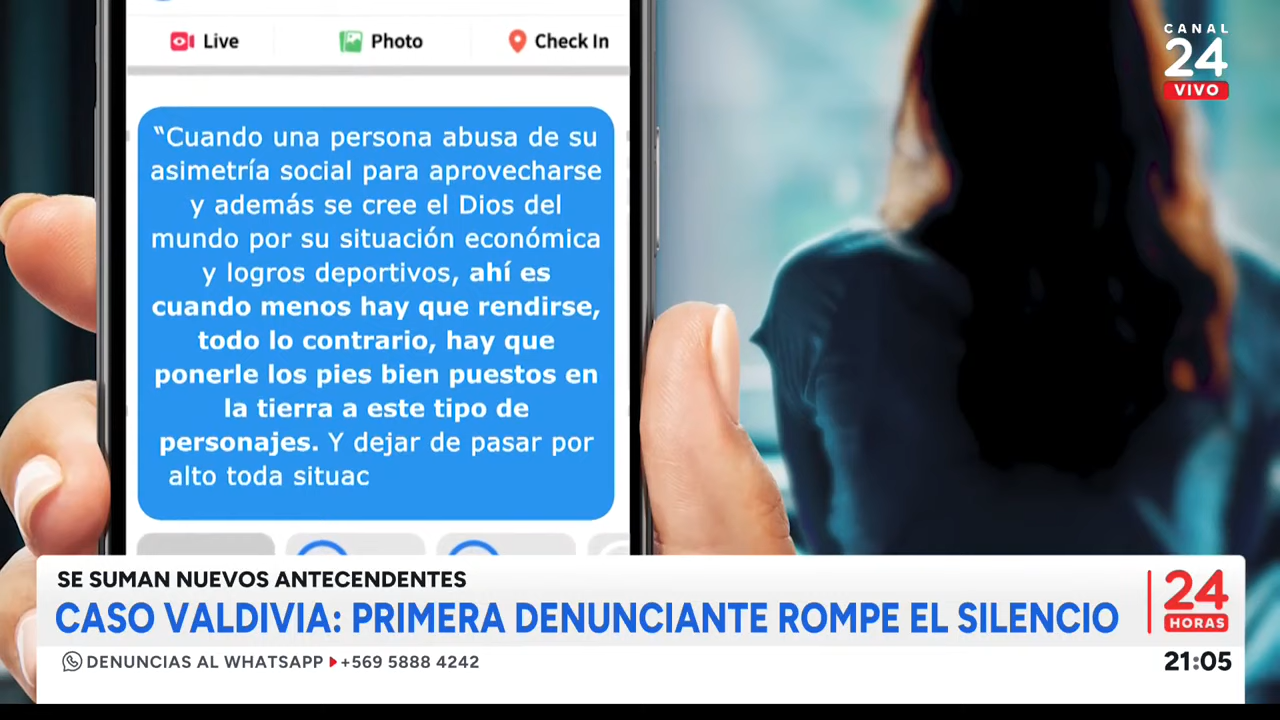 Live
Photo
Check In
CANAL
24
VIVO
“Cuando una persona abusa de su
asimetría social para aprovecharse
y además se cree el Dios del
mundo por su situación económica
y logros deportivos, ahí es
cuando menos hay que rendirse,
todo lo contrario, hay que
ponerle los pies bien puestos en
la tierra a este tipo de
personajes. Y dejar de pasar por
alto toda situac
SE SUMAN NUEVOS ANTECENDENTES
CASO VALDIVIA: PRIMERA DENUNCIANTE ROMPE EL SILENCIO
24
HORAS
DENUNCIAS AL WHATSAPP +569 5888 4242
21:05